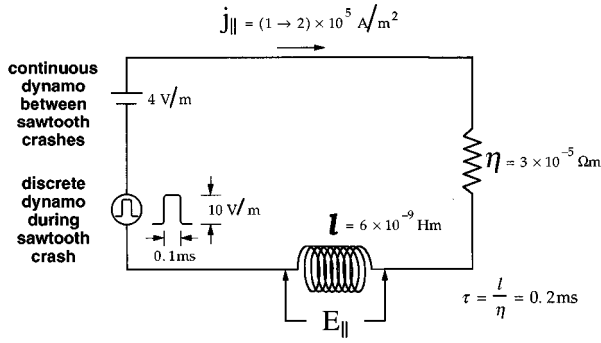 j∥ = (1 → 2) × 10⁵ A/m²
continuous
dynamo
between
sawtooth
crashes
4 V/m
η = 3 × 10⁻⁵ Ωm
discrete
dynamo
during
sawtooth
crash
10 V/m
0.1ms
l = 6 × 10⁻⁹ Hm
E∥
τ = l/η = 0.2ms